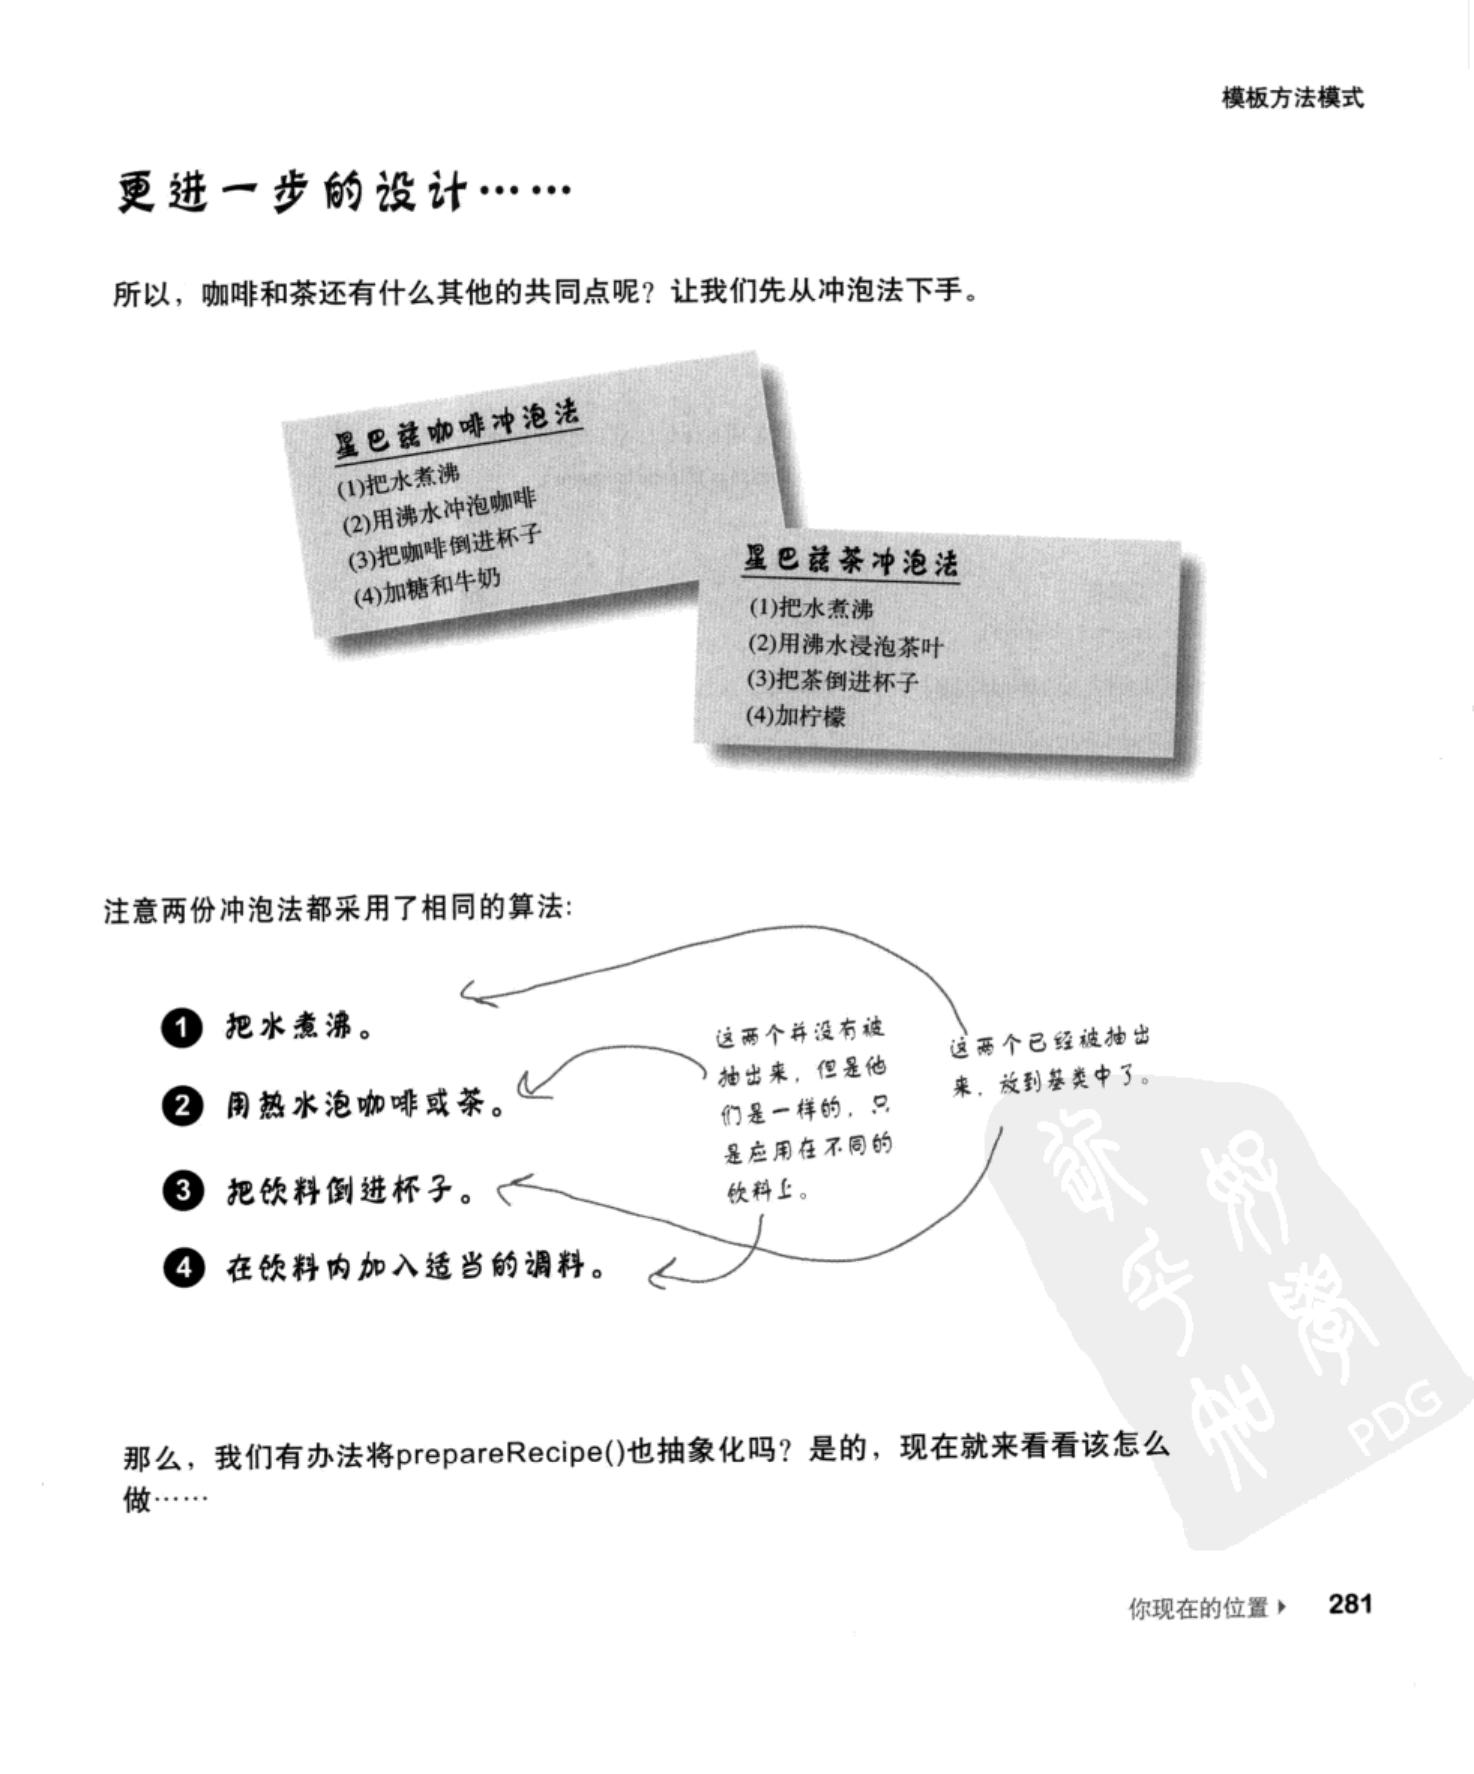 模板方法模式
更进一步的设计……
所以，咖啡和茶还有什么其他的共同点呢？让我们先从冲泡法下手。
星巴兹咖啡冲泡法
(1)把水煮沸
(2)用沸水冲泡咖啡
(3)把咖啡倒进杯子
(4)加糖和牛奶
星巴兹茶冲泡法
(1)把水煮沸
(2)用沸水浸泡茶叶
(3)把茶倒进杯子
(4)加柠檬
注意两份冲泡法都采用了相同的算法：
1 把水煮沸。
2 用热水泡咖啡或茶。
3 把饮料倒进杯子。
4 在饮料内加入适当的调料。
这两个并没有被
抽出来，但是他
们是一样的，只
是应用在不同的
饮料上。
这两个已经被抽出
来，放到基类中了。
那么，我们有办法将prepareRecipe()也抽象化吗？是的，现在就来看看该怎么
做……
PDG
你现在的位置 281